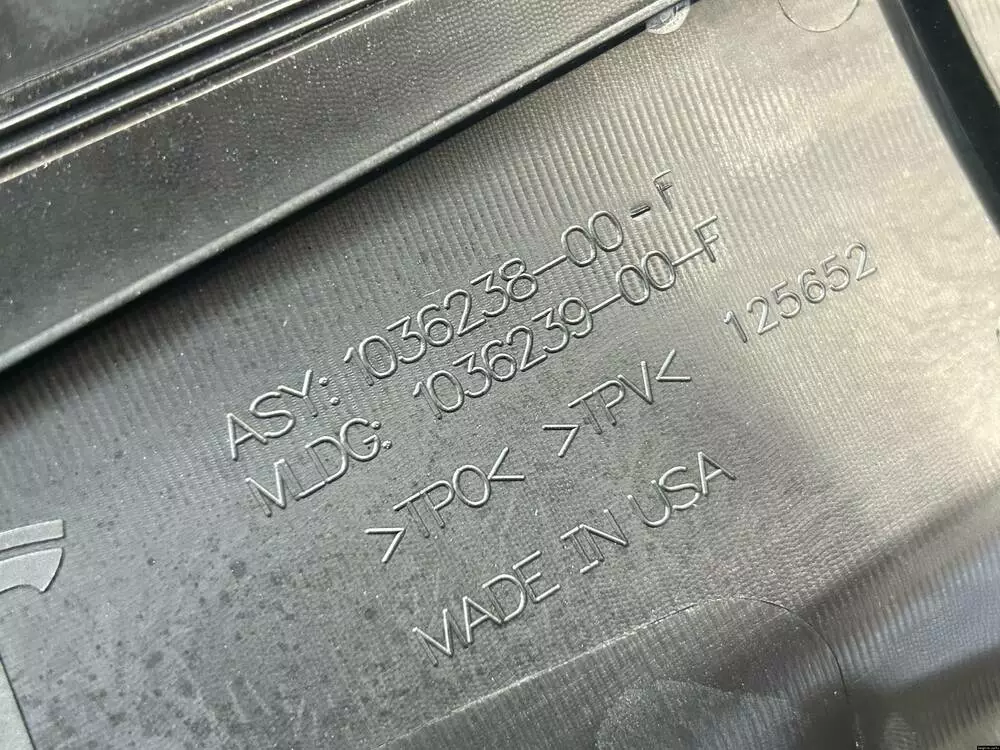 ASY: 1036238-00-F
MLDG: 1036239-00-F
>TPO< >TPV< 125652
MADE IN USA